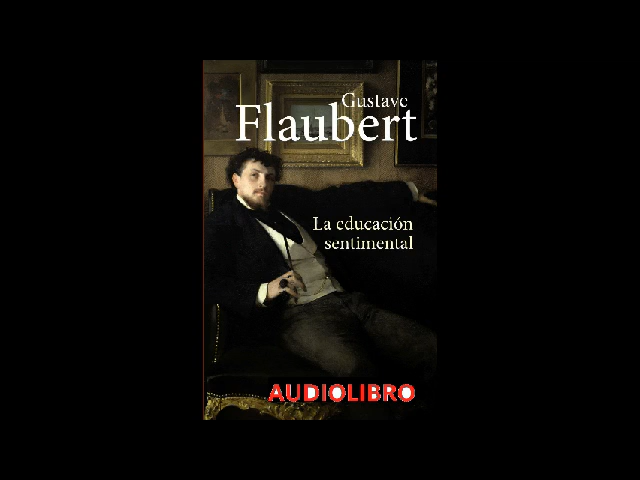 Gustave
Flaubert
La educación
sentimental
AUDIOLIBRO